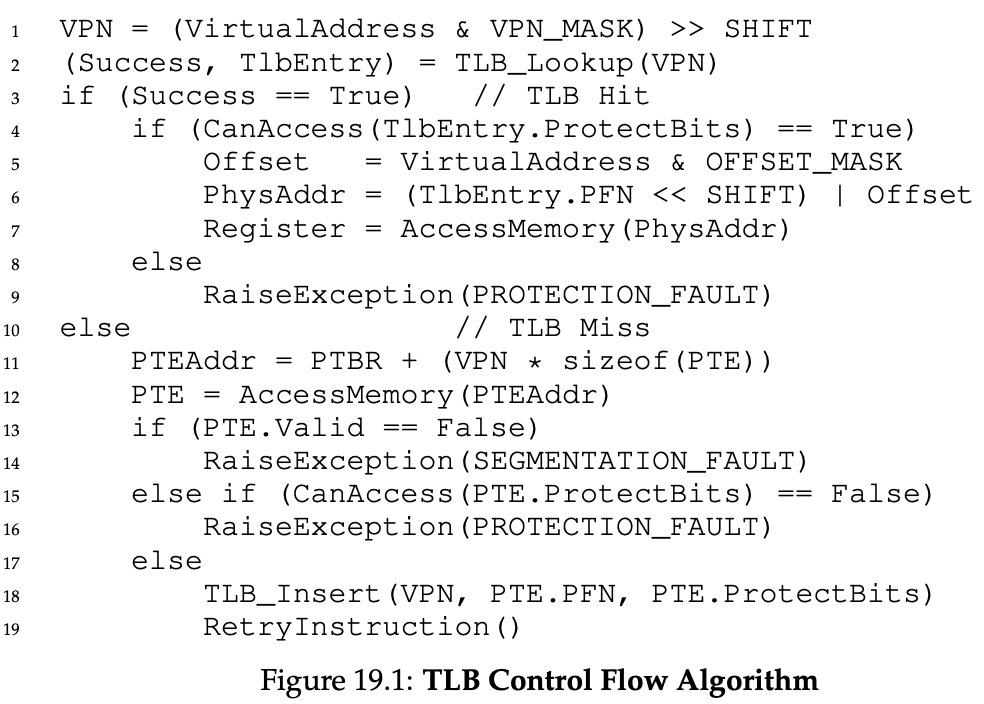 1 VPN = (VirtualAddress & VPN_MASK) >> SHIFT
2 (Success, TlbEntry) = TLB_Lookup(VPN)
3 if (Success == True)   // TLB Hit
4     if (CanAccess(TlbEntry.ProtectBits) == True)
5         Offset   = VirtualAddress & OFFSET_MASK
6         PhysAddr = (TlbEntry.PFN << SHIFT) | Offset
7         Register = AccessMemory(PhysAddr)
8     else
9         RaiseException(PROTECTION_FAULT)
10 else                  // TLB Miss
11     PTEAddr = PTBR + (VPN * sizeof(PTE))
12     PTE = AccessMemory(PTEAddr)
13     if (PTE.Valid == False)
14         RaiseException(SEGMENTATION_FAULT)
15     else if (CanAccess(PTE.ProtectBits) == False)
16         RaiseException(PROTECTION_FAULT)
17     else
18         TLB_Insert(VPN, PTE.PFN, PTE.ProtectBits)
19         RetryInstruction()
Figure 19.1: TLB Control Flow Algorithm